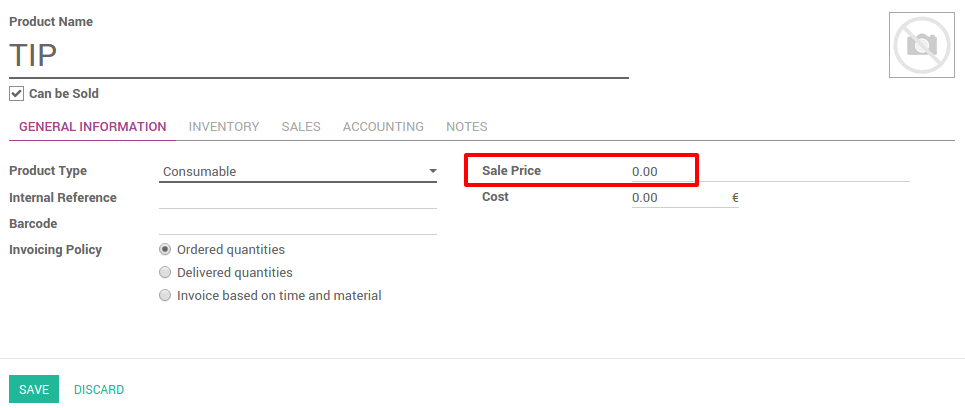 Product Name
TIP
Can be Sold
GENERAL INFORMATION INVENTORY SALES ACCOUNTING NOTES
Product Type Consumable Sale Price 0.00
Internal Reference Cost 0.00 €
Barcode
Invoicing Policy Ordered quantities
Delivered quantities
Invoice based on time and material
SAVE DISCARD